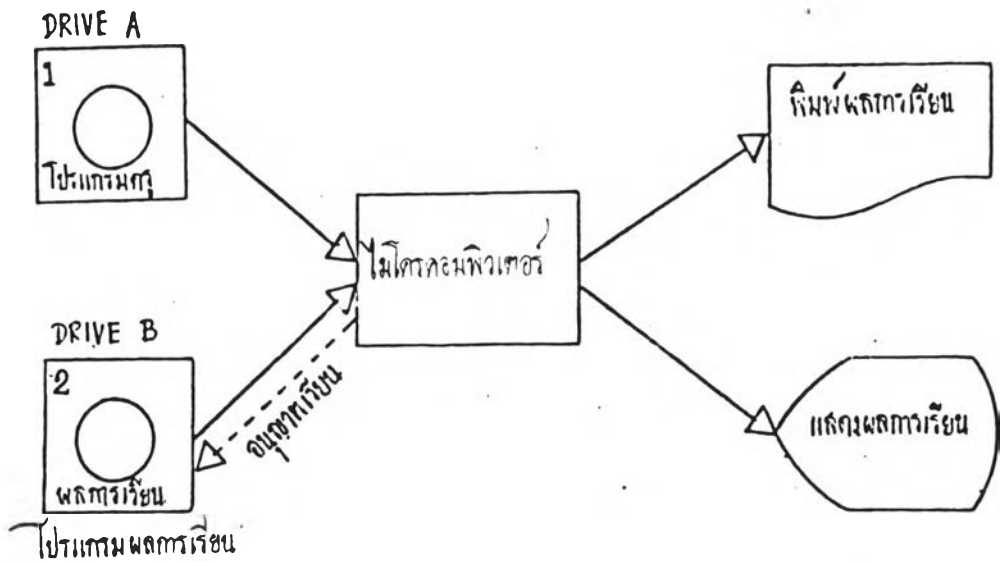 DRIVE A
1
โปรแกรมครู
พิมพ์ผลการเรียน
ไมโครคอมพิวเตอร์
DRIVE B
2
ผลการเรียน
โปรแกรมผลการเรียน
อนุญาตเรียน
แสดงผลการเรียน